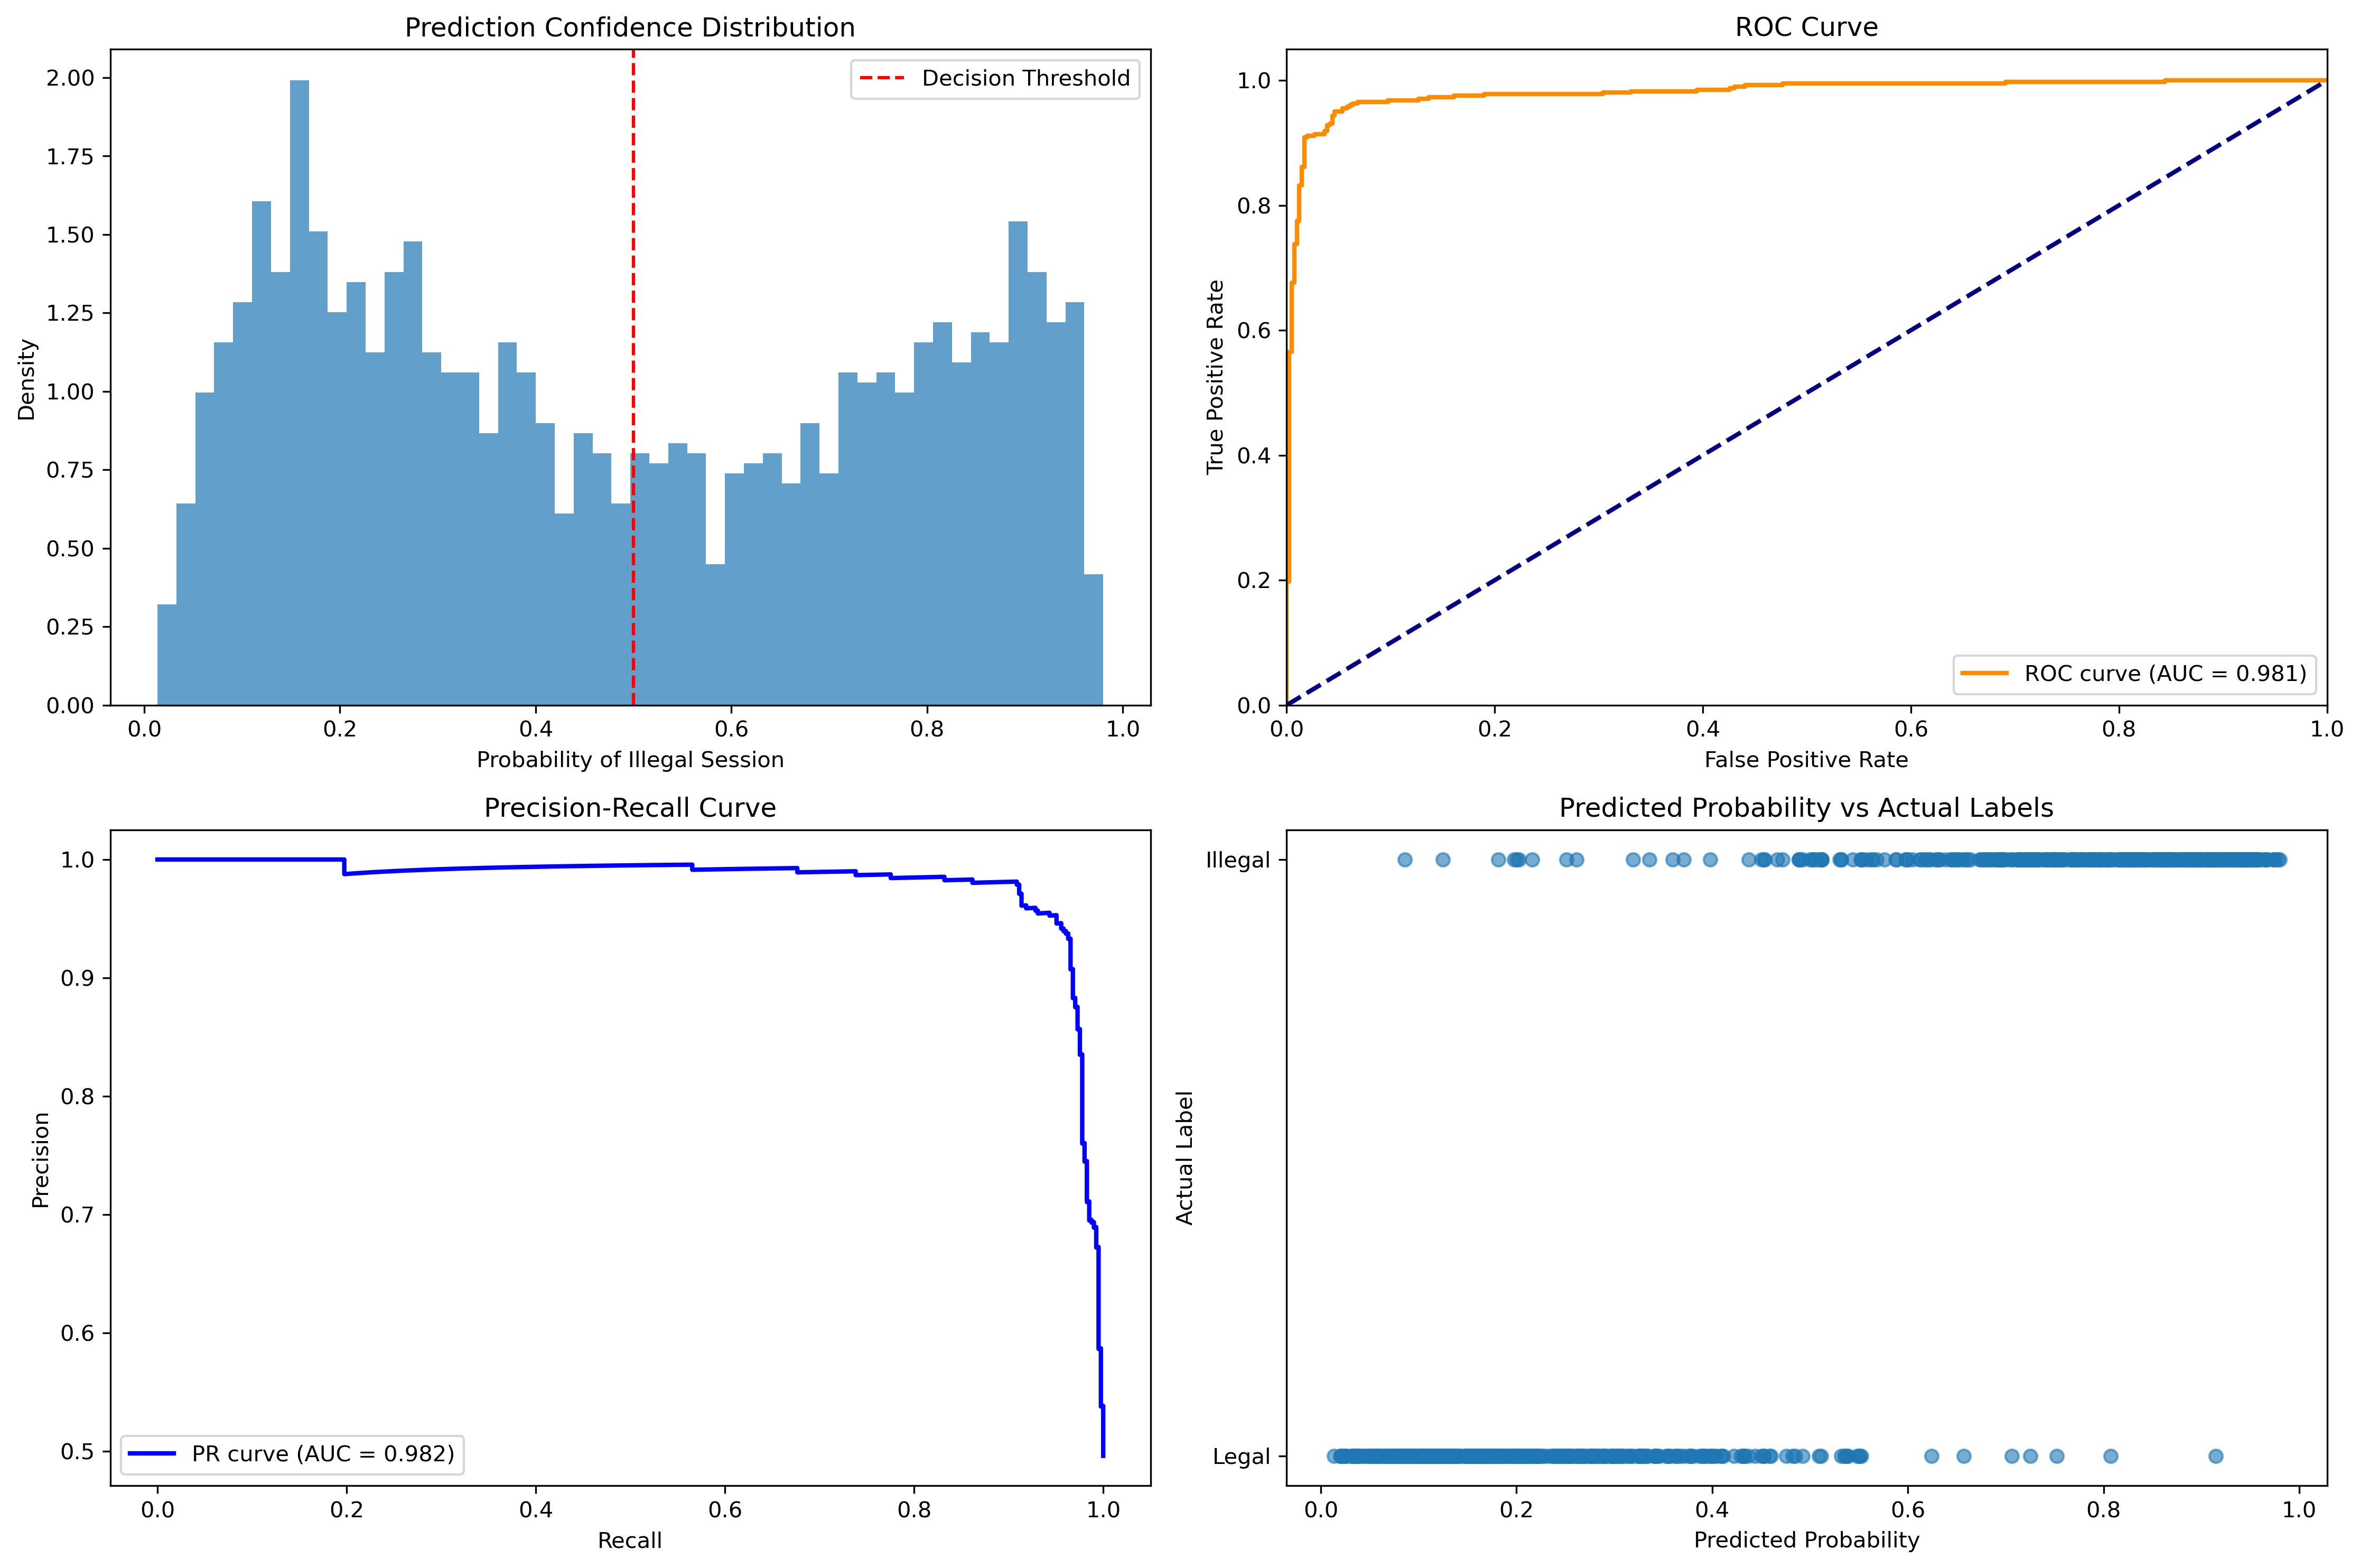 Prediction Confidence Distribution
Decision Threshold
2.00
1.75
1.50
1.25
1.00
0.75
0.50
0.25
0.00
Density
0.0 0.2 0.4 0.6 0.8 1.0
Probability of Illegal Session
ROC Curve
1.0
0.8
0.6
0.4
0.2
0.0
True Positive Rate
ROC curve (AUC = 0.981)
0.0 0.2 0.4 0.6 0.8 1.0
False Positive Rate
Precision-Recall Curve
1.0
0.9
0.8
0.7
0.6
0.5
Precision
PR curve (AUC = 0.982)
0.0 0.2 0.4 0.6 0.8 1.0
Recall
Predicted Probability vs Actual Labels
Illegal
Legal
Actual Label
0.0 0.2 0.4 0.6 0.8 1.0
Predicted Probability